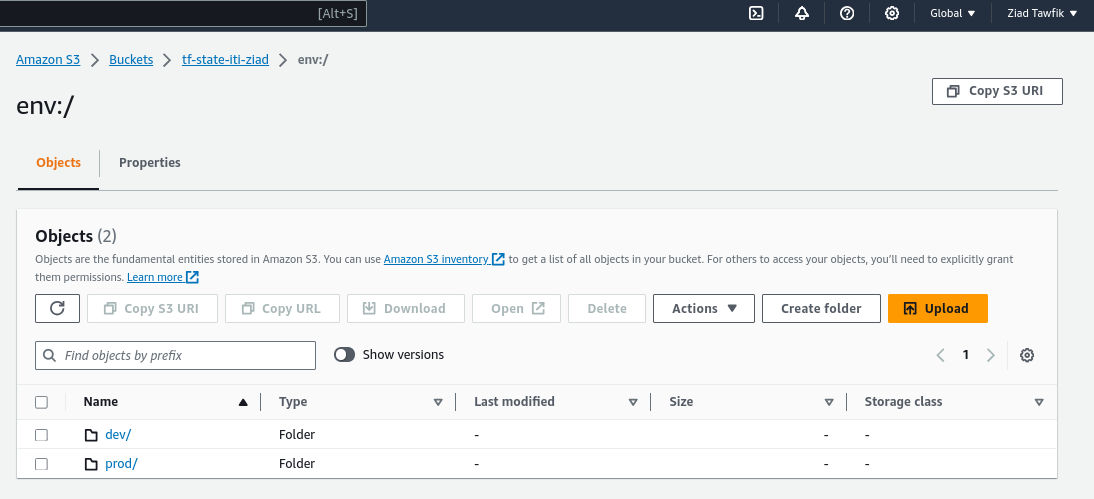 [Alt+S]
Global
Ziad Tawfik
Amazon S3
Buckets
tf-state-iti-ziad
env:/
env:/
Copy S3 URI
Objects
Properties
Objects (2)
Objects are the fundamental entities stored in Amazon S3. You can use Amazon S3 inventory to get a list of all objects in your bucket. For others to access your objects, you'll need to explicitly grant
them permissions. Learn more
Copy S3 URI
Copy URL
Download
Open
Delete
Actions
Create folder
Upload
Find objects by prefix
Show versions
1
Name
Type
Last modified
Size
Storage class
dev/
Folder
-
-
-
prod/
Folder
-
-
-